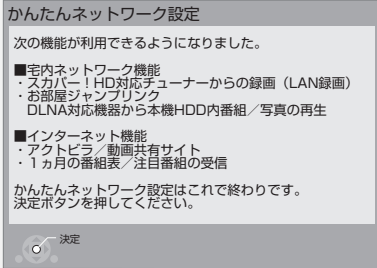 かんたんネットワーク設定
次の機能が利用できるようになりました。
■宅内ネットワーク機能
・スカパー！HD対応チューナーからの録画（LAN録画）
・お部屋ジャンプリンク
DLNA対応機器から本機HDD内番組／写真の再生
■インターネット機能
・アクトビラ／動画共有サイト
・１ヵ月の番組表／注目番組の受信
かんたんネットワーク設定はこれで終わりです。
決定ボタンを押してください。
決定